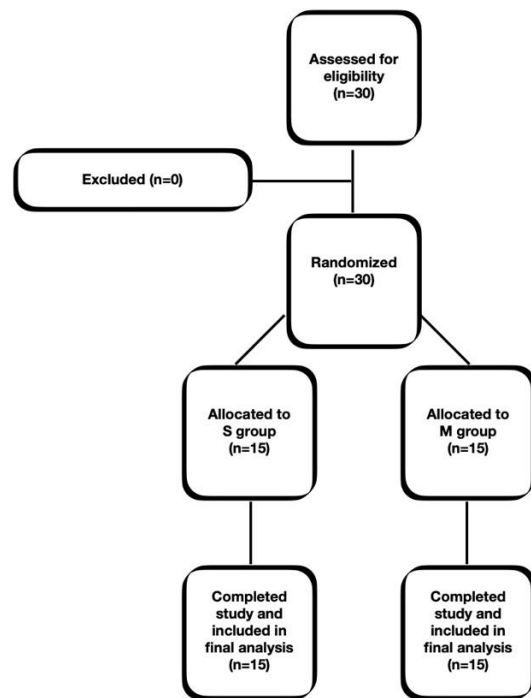 Assessed for
eligibility
(n=30)
Excluded (n=0)
Randomized
(n=30)
Allocated to
S group
(n=15)
Allocated to
M group
(n=15)
Completed
study and
included in
final analysis
(n=15)
Completed
study and
included in
final analysis
(n=15)